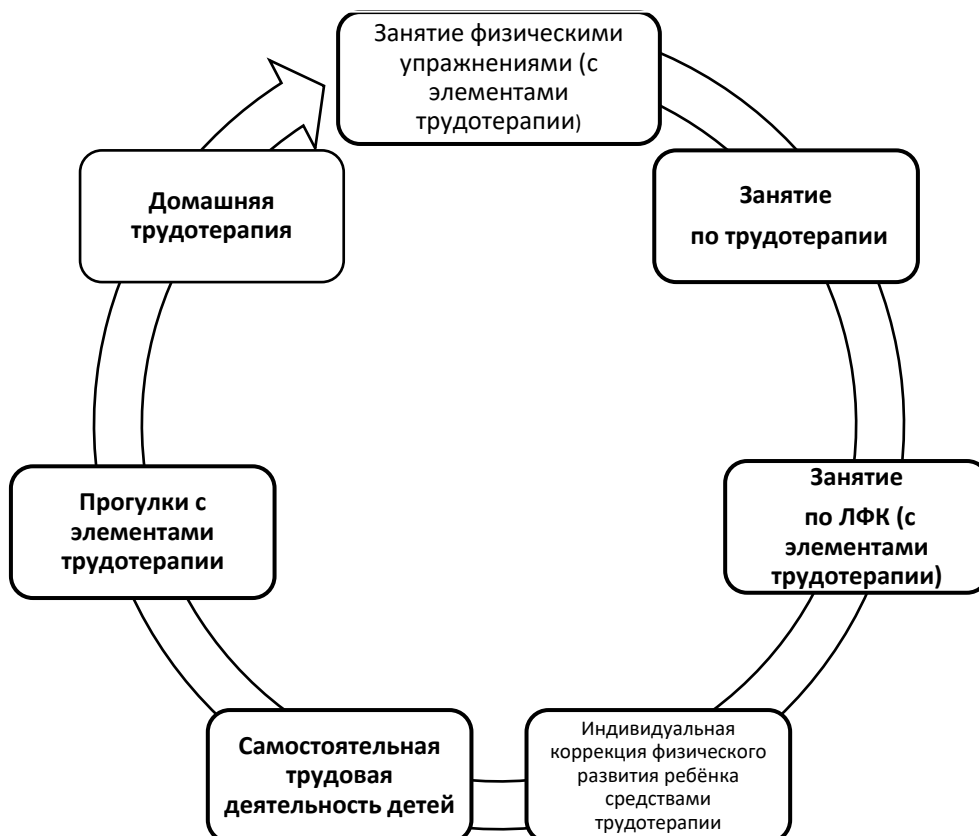 Занятие физическими
упражнениями (с
элементами
трудотерапии)
Занятие
по трудотерапии
Занятие
по ЛФК (с
элементами
трудотерапии)
Индивидуальная
коррекция физического
развития ребёнка
средствами
трудотерапии
Самостоятельная
трудовая
деятельность детей
Прогулки с
элементами
трудотерапии
Домашняя
трудотерапия